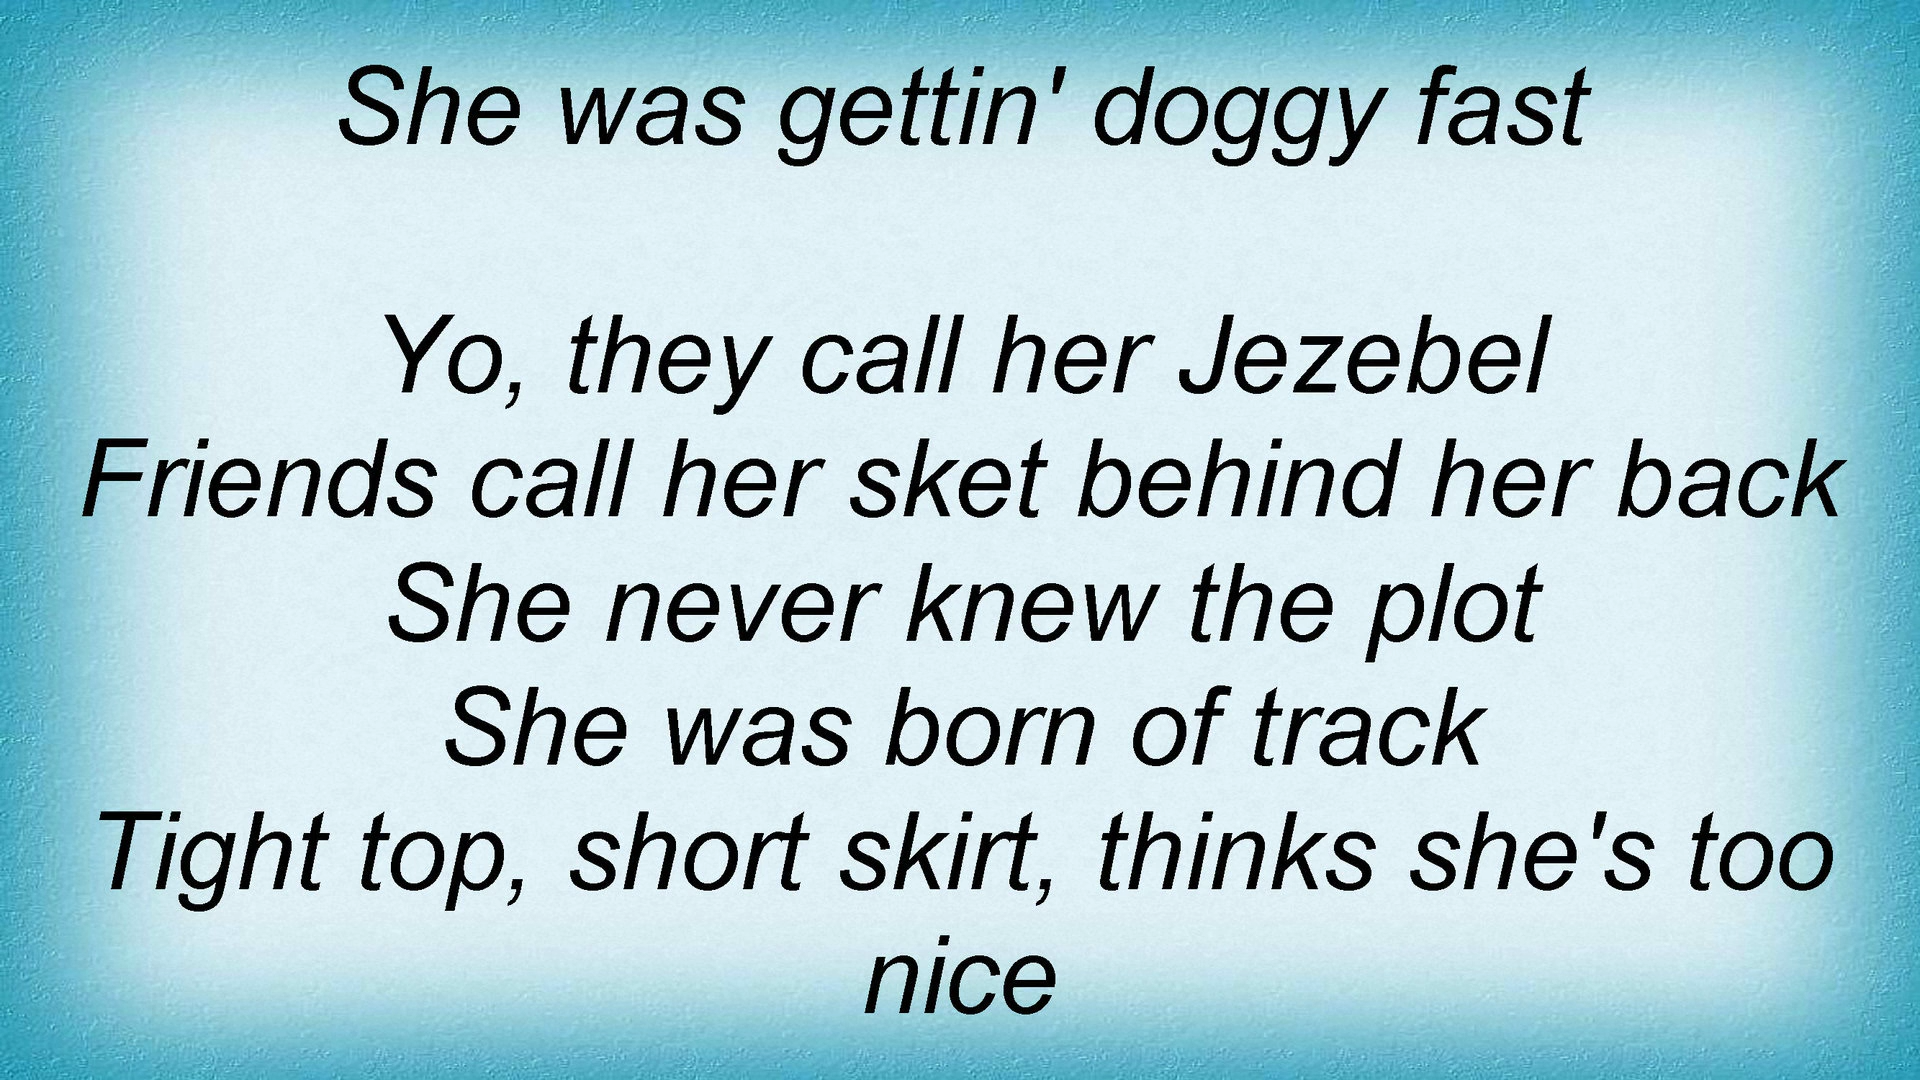 She was gettin' doggy fast
Yo, they call her Jezebel
Friends call her sket behind her back
She never knew the plot
She was born of track
Tight top, short skirt, thinks she's too
nice